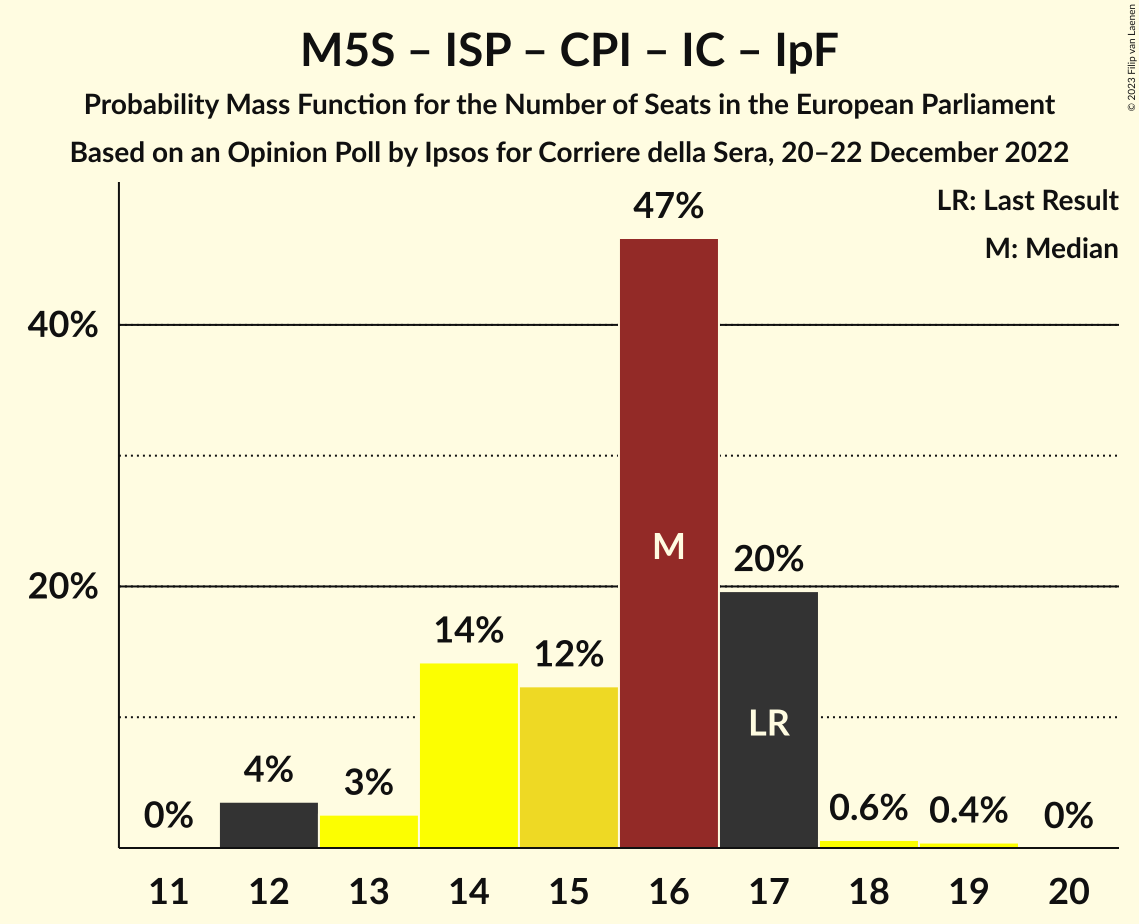 M5S – ISP – CPI – IC – IpF
Probability Mass Function for the Number of Seats in the European Parliament
Based on an Opinion Poll by Ipsos for Corriere della Sera, 20–22 December 2022
© 2023 Filip van Laenen
LR: Last Result
M: Median
40%
20%
0%
4%
3%
14%
12%
47%
M
20%
LR
0.6%
0.4%
0%
11 12 13 14 15 16 17 18 19 20